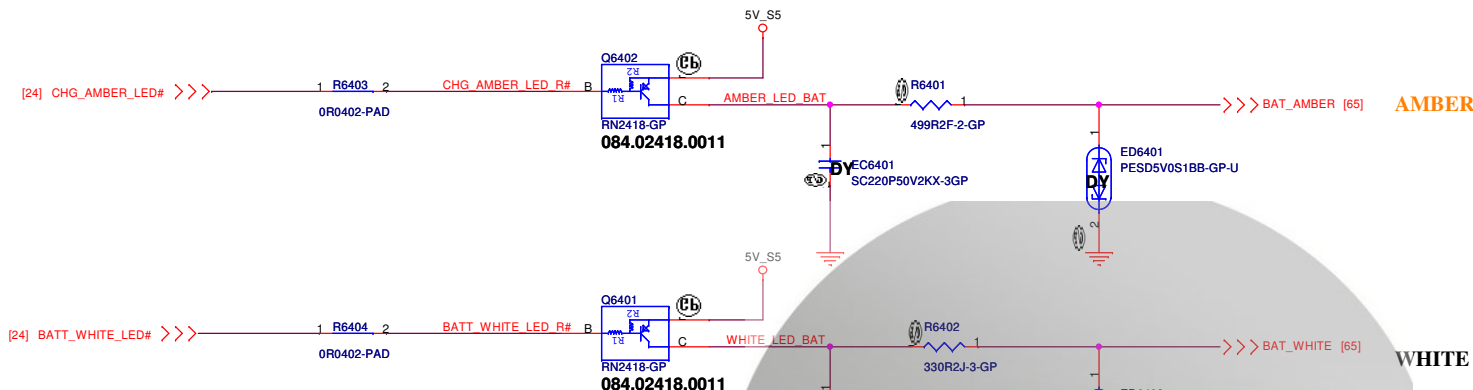 5V_S5
Q6402
R2
R1
B
E
C
[24] CHG_AMBER_LED#
1 R6403 2
0R0402-PAD
CHG_AMBER_LED_R#
RN2418-GP
084.02418.0011
AMBER_LED_BAT
R6401
1
499R2F-2-GP
BAT_AMBER [65]
AMBER
1
DY
EC6401
SC220P50V2KX-3GP
1
ED6401
PESD5V0S1BB-GP-U
DY
2
5V_S5
Q6401
R2
R1
B
C
[24] BATT_WHITE_LED#
1 R6404 2
0R0402-PAD
BATT_WHITE_LED_R#
RN2418-GP
084.02418.0011
WHITE_LED_BAT
R6402
1
330R2J-3-GP
BAT_WHITE [65]
WHITE
1
1